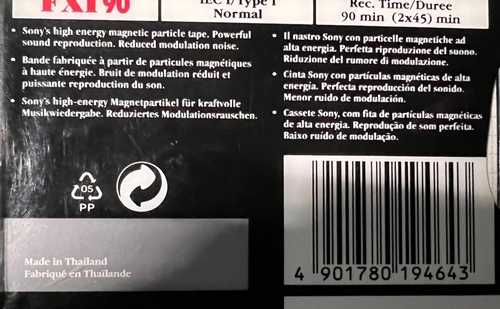 FX1 90
IEC I/Type I
Normal
Rec. Time/Durée
90 min (2x45) min
• Sony's high energy magnetic particle tape. Powerful
sound reproduction. Reduced modulation noise.
• Bande fabriquée à partir de particules magnétiques
à haute énergie. Bruit de modulation réduit et
puissante reproduction du son.
• Sony's high-energy Magnetpartikel für kraftvolle
Musikwiedergabe. Reduziertes Modulationsrauschen.
• Il nastro Sony con particelle magnetiche ad
alta energia. Perfetta riproduzione del suono.
Riduzione del rumore di modulazione.
• Cinta Sony con partículas magnéticas de alta
energía. Perfecta reproducción del sonido.
Menor ruido de modulación.
• Cassete Sony, com fita de partículas magnéticas
de alta energia. Reprodução de som perfeita.
Baixo ruído de modulação.
05
PP
Made in Thailand
Fabriqué en Thaïlande
4 901780 194643